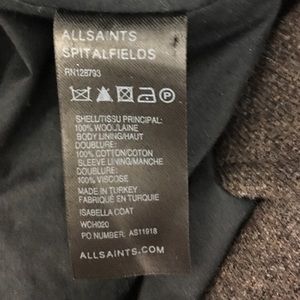 ALLSAINTS
SPITALFIELDS
RN128793
SHELL/TISSU PRINCIPAL:
100% WOOL/LAINE
BODY LINING/HAUT
DOUBLURE:
100% COTTON/COTON
SLEEVE LINING/MANCHE
DOUBLURE:
100% VISCOSE
MADE IN TURKEY
FABRIQUÉ EN TURQUIE
ISABELLA COAT
WCH020
PO NUMBER: AS11918
ALLSAINTS.COM